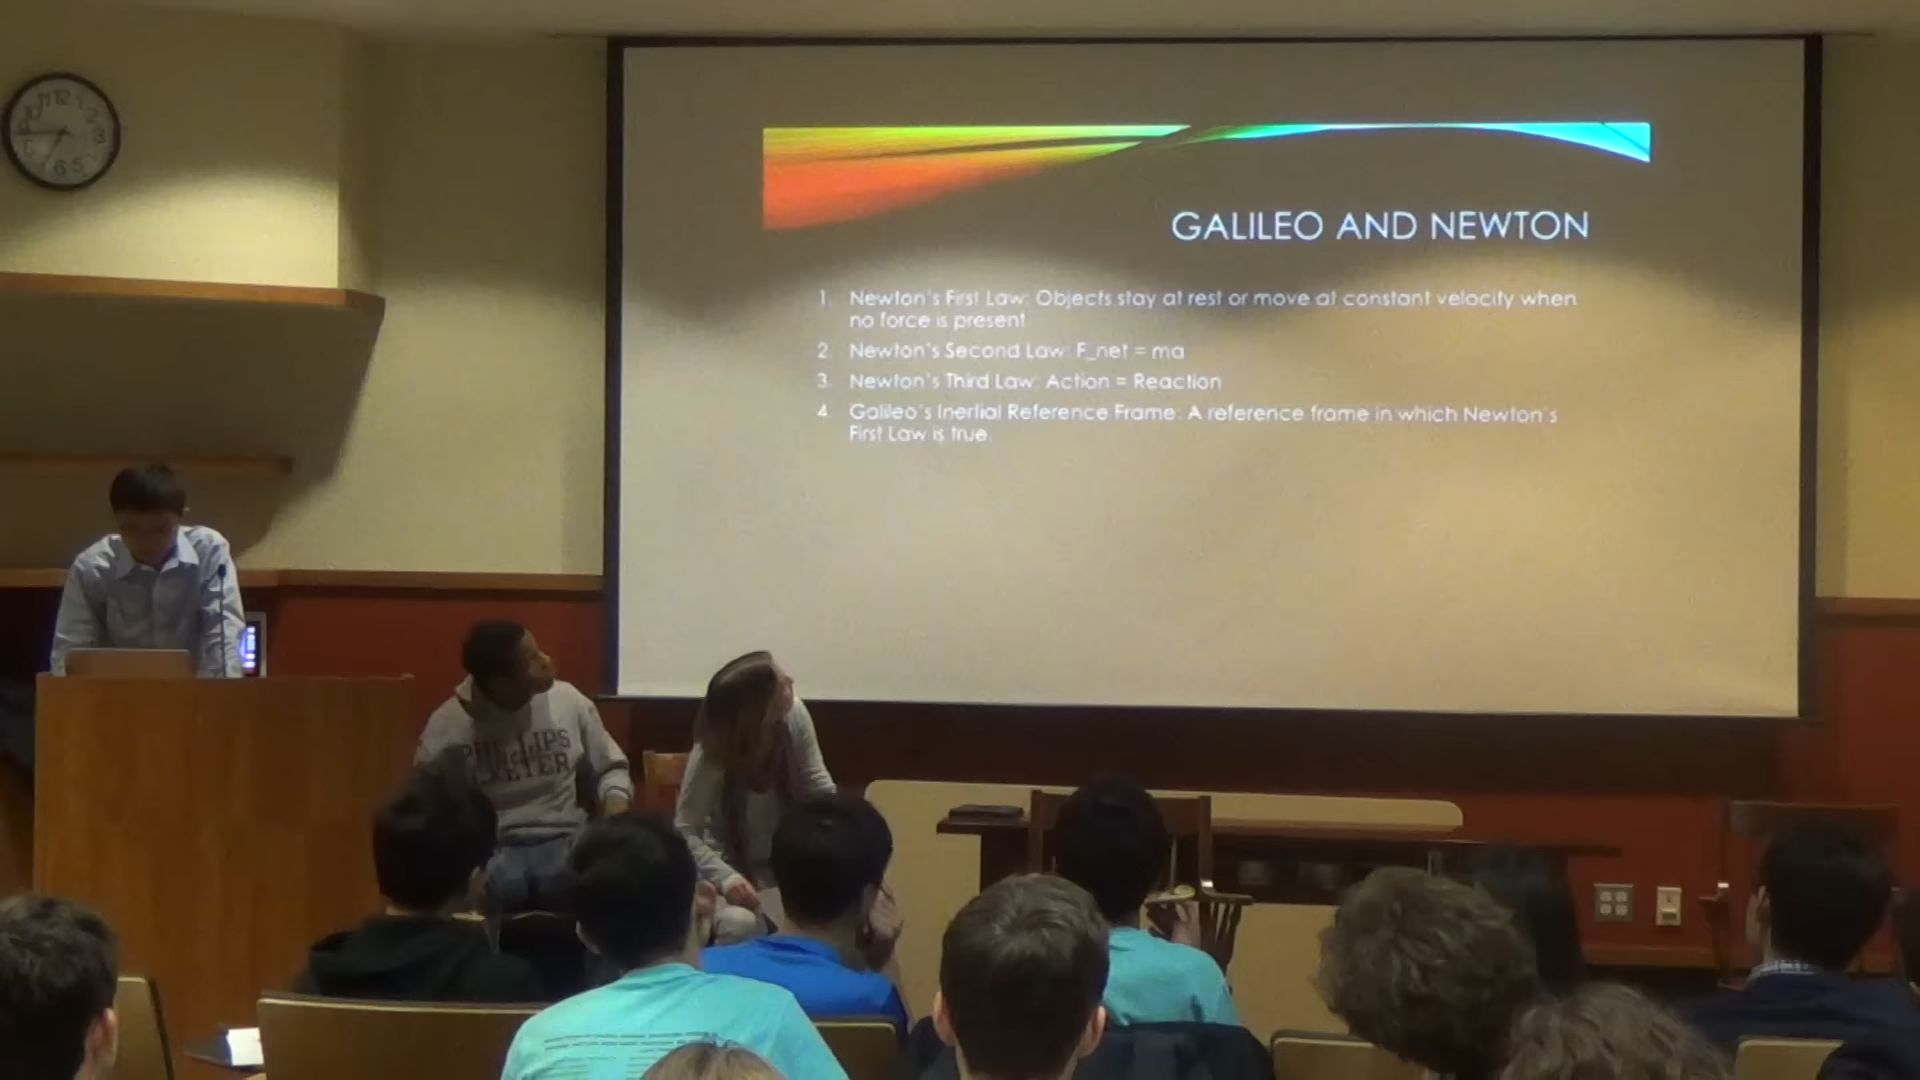 GALILEO AND NEWTON
1. Newton's First Law: Objects stay at rest or move at constant velocity when
no force is present
2. Newton's Second Law: F_net = ma
3. Newton's Third Law: Action = Reaction
4. Galileo's Inertial Reference Frame: A reference frame in which Newton's
First Law is true.
PHILLIPS
EXETER